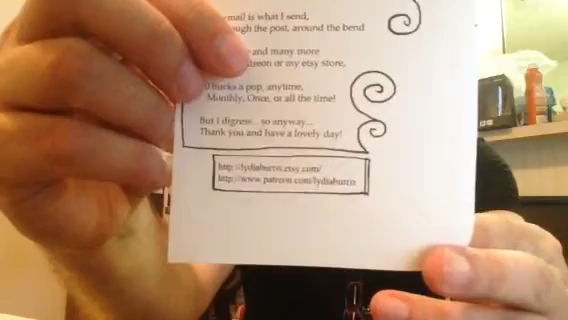 mail is what I send,
ough the post, around the bend
and many more
atreon or my etsy store,
0 bucks a pop, anytime,
Monthly, Once, or all the time!
But I digress... so anyway...
Thank you and have a lovely day!
http://lydiaburris.etsy.com/
http://www.patreon.com/lydiaburris